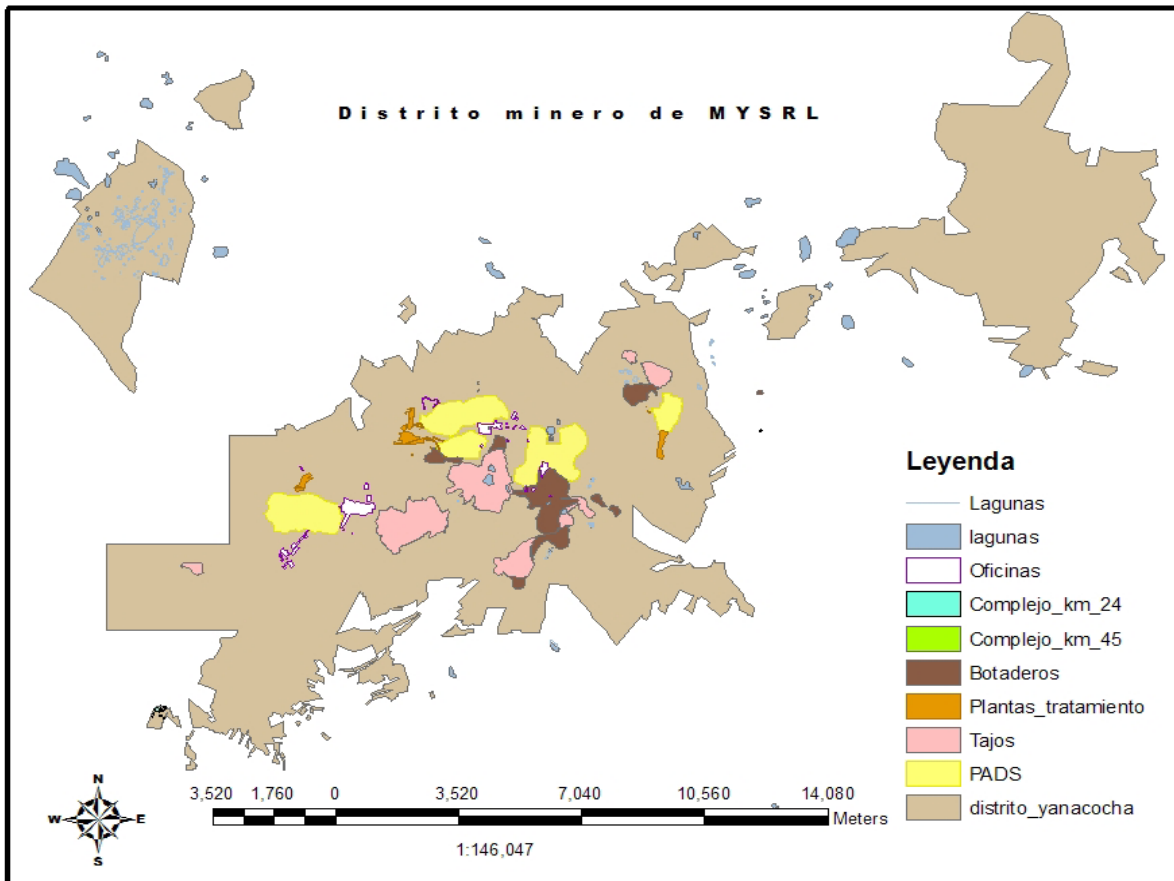 Distrito minero de MYSRL
Leyenda
Lagunas
lagunas
Oficinas
Complejo_km_24
Complejo_km_45
Botaderos
Plantas_tratamiento
Tajos
PADS
distrito_yanacocha
N
W E
S
3,520 1,760 0 3,520 7,040 10,560 14,080
Meters
1:146,047